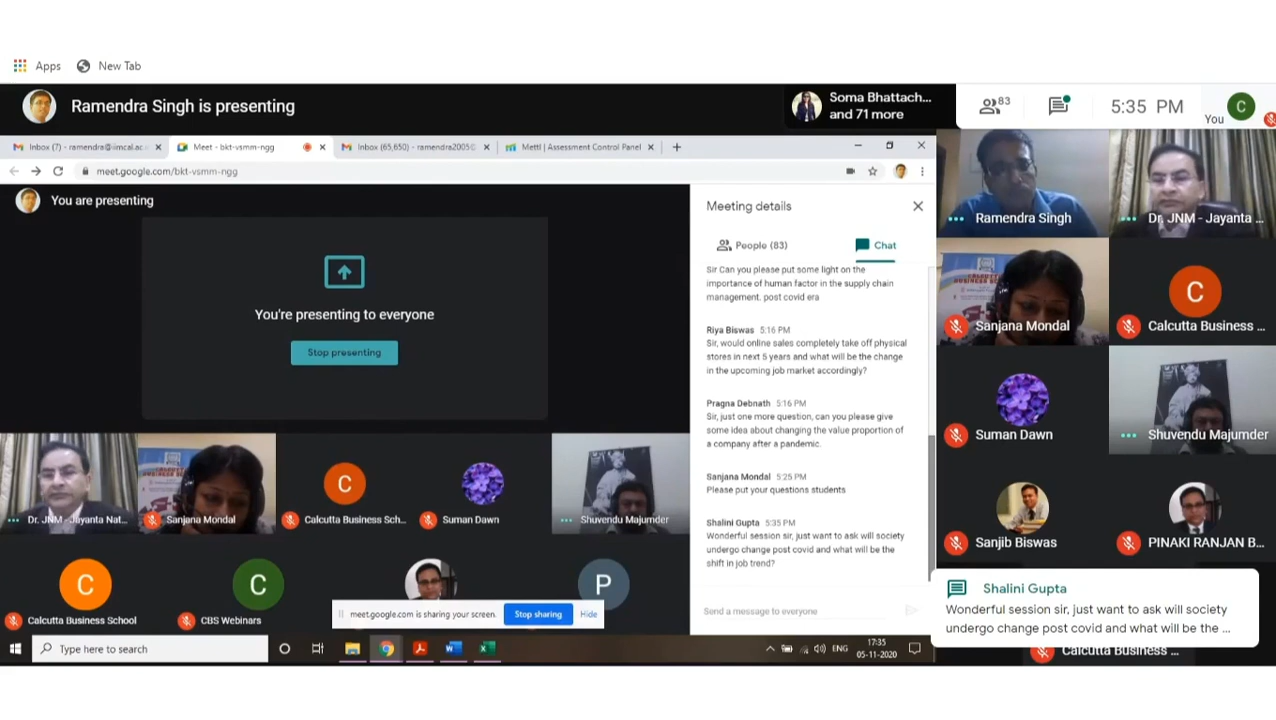 Apps New Tab
Ramendra Singh is presenting
Soma Bhattach...
and 71 more
83
5:35 PM
You
C
Inbox (7) - ramendra@iimcal.ac.i
Meet - bkt-vsmm-ngg
Inbox (65,650) - ramendra2005@
Mettl | Assessment Control Panel
meet.google.com/bkt-vsmm-ngg
You are presenting
You're presenting to everyone
Stop presenting
Meeting details
People (83)
Chat
Sir Can you please put some light on the
importance of human factor in the supply chain
management. post covid era
Riya Biswas 5:16 PM
Sir, would online sales completely take off physical
stores in next 5 years and what will be the change
in the upcoming job market accordingly?
Pragna Debnath 5:16 PM
Sir, just one more question, can you please give
some idea about changing the value proportion of
a company after a pandemic.
Sanjana Mondal 5:25 PM
Please put your questions students
Shalini Gupta 5:35 PM
Wonderful session sir, just want to ask will society
undergo change post covid and what will be the
shift in job trend?
Send a message to everyone
Dr. JNM - Jayanta Nat...
Sanjana Mondal
C
Calcutta Business Sch...
Suman Dawn
Shuvendu Majumder
C
Calcutta Business School
C
CBS Webinars
P
meet.google.com is sharing your screen.
Stop sharing
Hide
Type here to search
ENG
17:35
05-11-2020
Ramendra Singh
Dr. JNM - Jayanta ...
Sanjana Mondal
C
Calcutta Business ...
Suman Dawn
Shuvendu Majumder
Sanjib Biswas
PINAKI RANJAN B...
Shalini Gupta
Wonderful session sir, just want to ask will society
undergo change post covid and what will be the ...
Calcutta Business ...